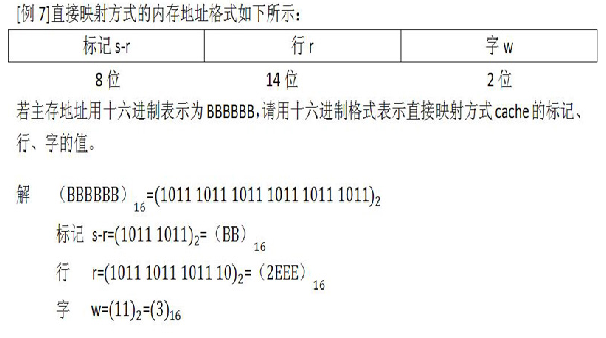 [例 7]直接映射方式的内存地址格式如下所示:
标记 s-r 行 r 字 w
8 位 14 位 2 位
若主存地址用十六进制表示为 BBBBBB,请用十六进制格式表示直接映射方式 cache 的标记、
行、字的值。
解 (BBBBBB)16=(1011 1011 1011 1011 1011 1011)2
标记 s-r=(1011 1011)2=(BB)16
行 r=(1011 1011 1011 10)2=(2EEE)16
字 w=(11)2=(3)16